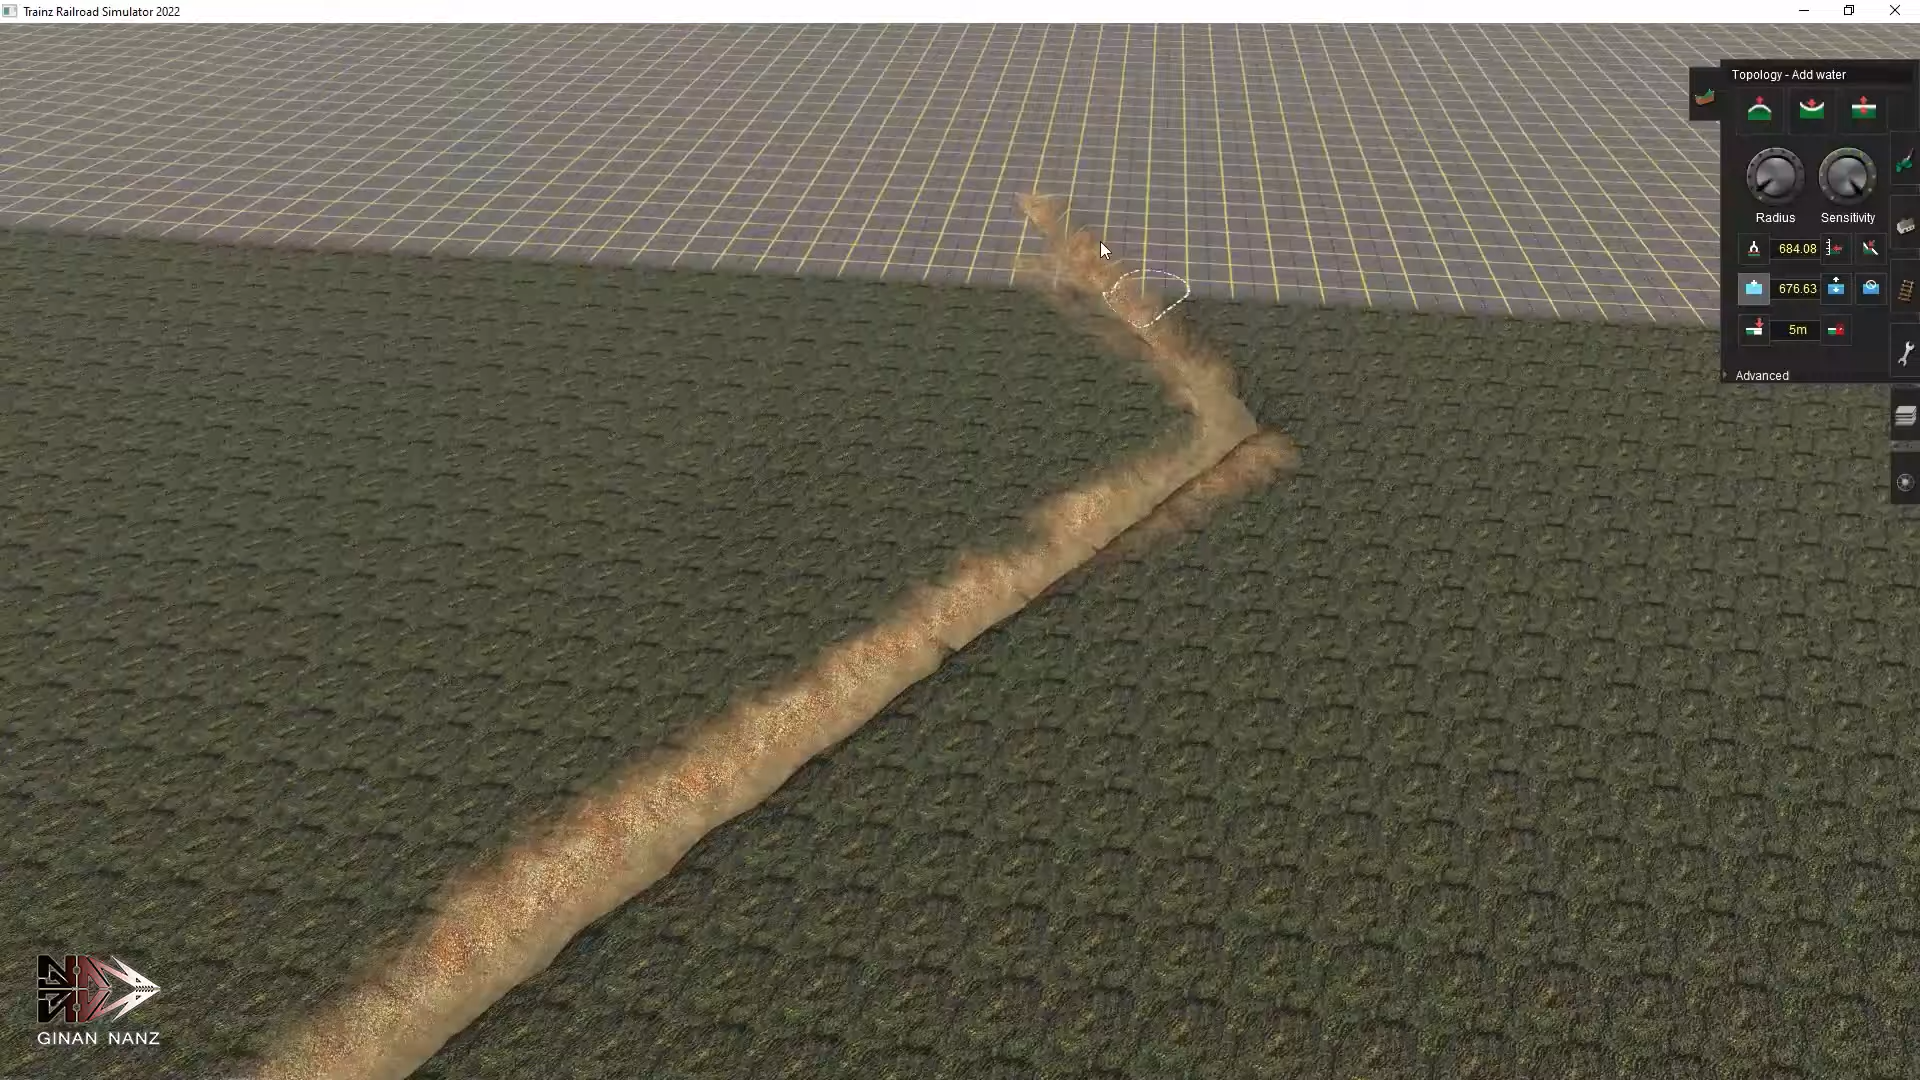 Trainz Railroad Simulator 2022
Topology - Add water
Radius
Sensitivity
684.08
676.63
5m
Advanced
GINAN NANZ